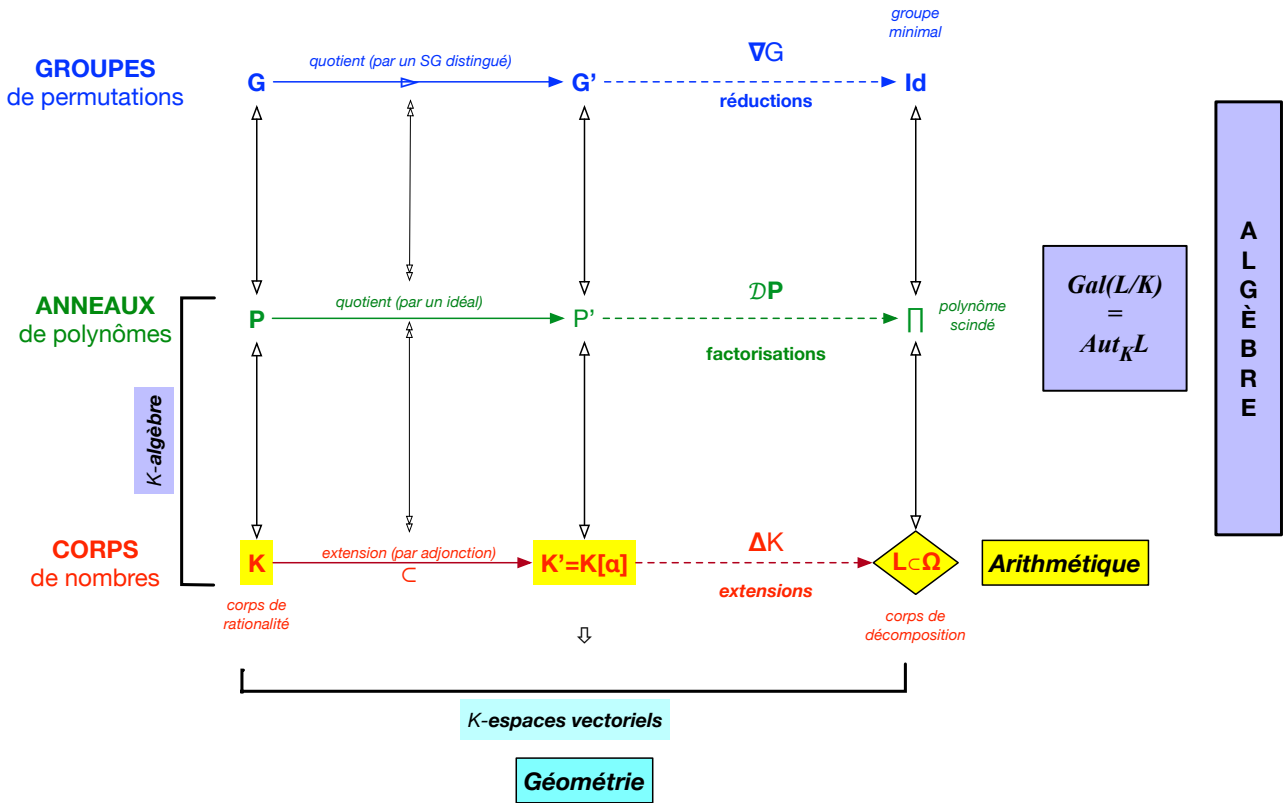 groupe
minimal
GROUPES
de permutations
G
quotient (par un SG distingué)
G'
∇G
réductions
Id
ANNEAUX
de polynômes
P
quotient (par un idéal)
P'
𝒟P
factorisations
∏
polynôme
scindé
Gal(L/K)
=
Aut_K L
A
L
G
È
B
R
E
K-algèbre
CORPS
de nombres
K
extension (par adjonction)
⊂
K'=K[α]
ΔK
extensions
L⊂Ω
Arithmétique
corps de
rationalité
corps de
décomposition
K-espaces vectoriels
Géométrie